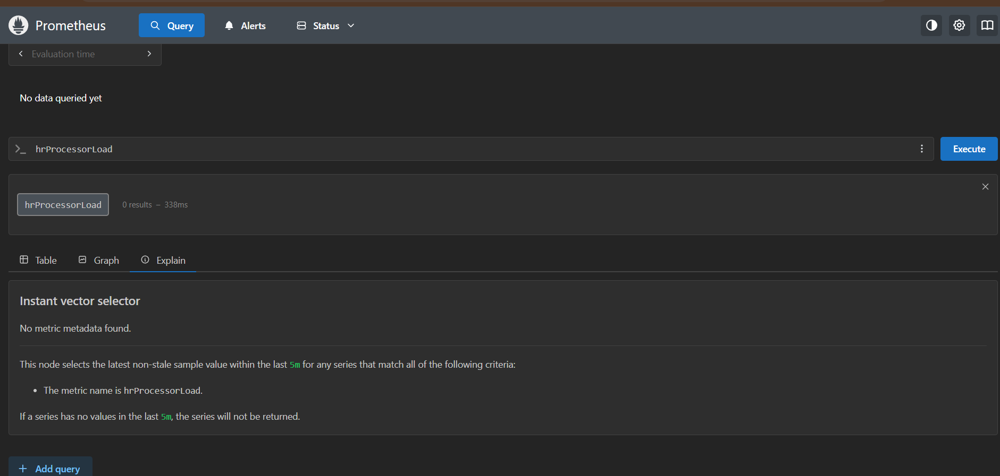 Prometheus Query Alerts Status
Evaluation time
No data queried yet
hrProcessorLoad Execute
hrProcessorLoad 0 results – 338ms
Table Graph Explain
Instant vector selector
No metric metadata found.
This node selects the latest non-stale sample value within the last 5m for any series that match all of the following criteria:
• The metric name is hrProcessorLoad.
If a series has no values in the last 5m, the series will not be returned.
+ Add query